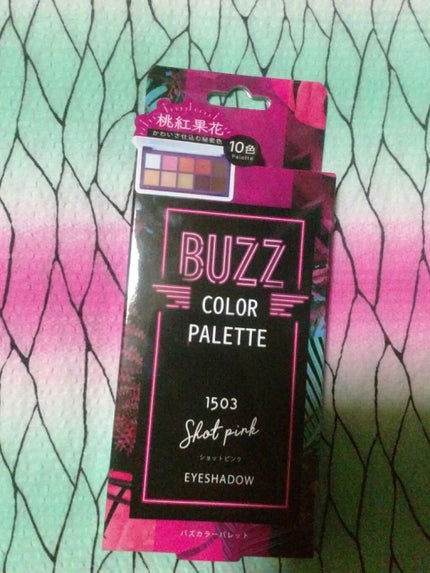 桃紅果花
かわいさ仕込む秘密色
10色
Palette
BUZZ
COLOR
PALETTE
1503
Shot pink
ショットピンク
EYESHADOW
バズカラーパレット